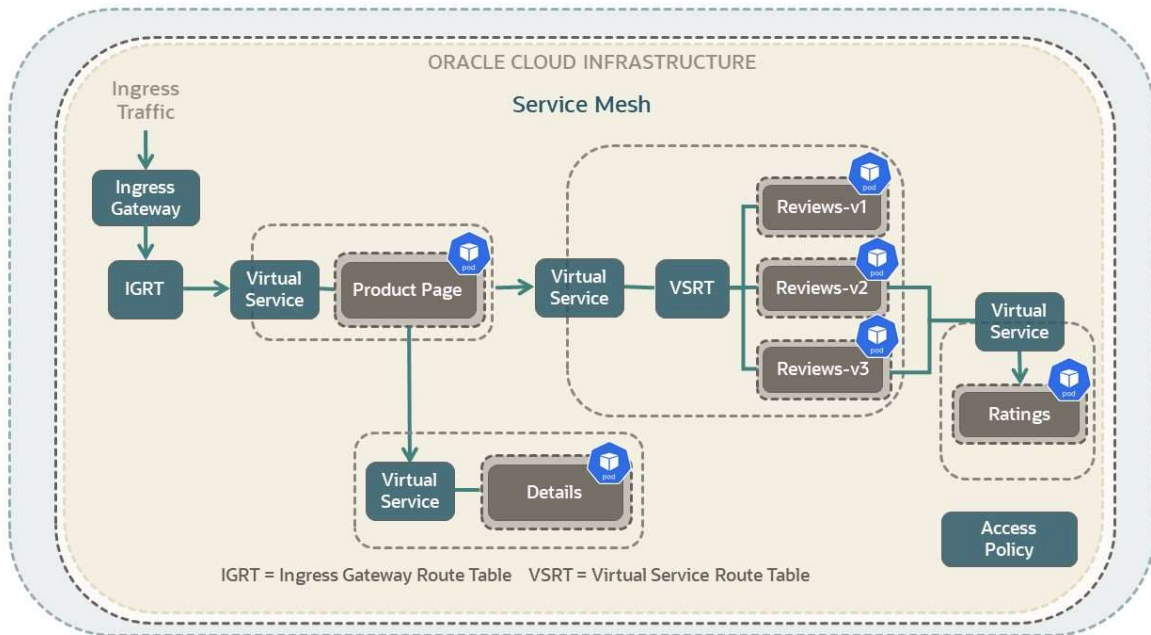 ORACLE CLOUD INFRASTRUCTURE
Service Mesh
Ingress
Traffic
Ingress
Gateway
IGRT
Virtual
Service
Product Page
pod
Virtual
Service
VSRT
Reviews-v1
pod
Reviews-v2
pod
Reviews-v3
pod
Virtual
Service
Ratings
pod
Virtual
Service
Details
pod
Access
Policy
IGRT = Ingress Gateway Route Table VSRT = Virtual Service Route Table